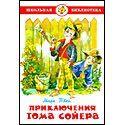 ШКОЛЬНАЯ БИБЛИОТЕКА
Марк Твен
ПРИКЛЮЧЕНИЯ
ТОМА СОЙЕРА